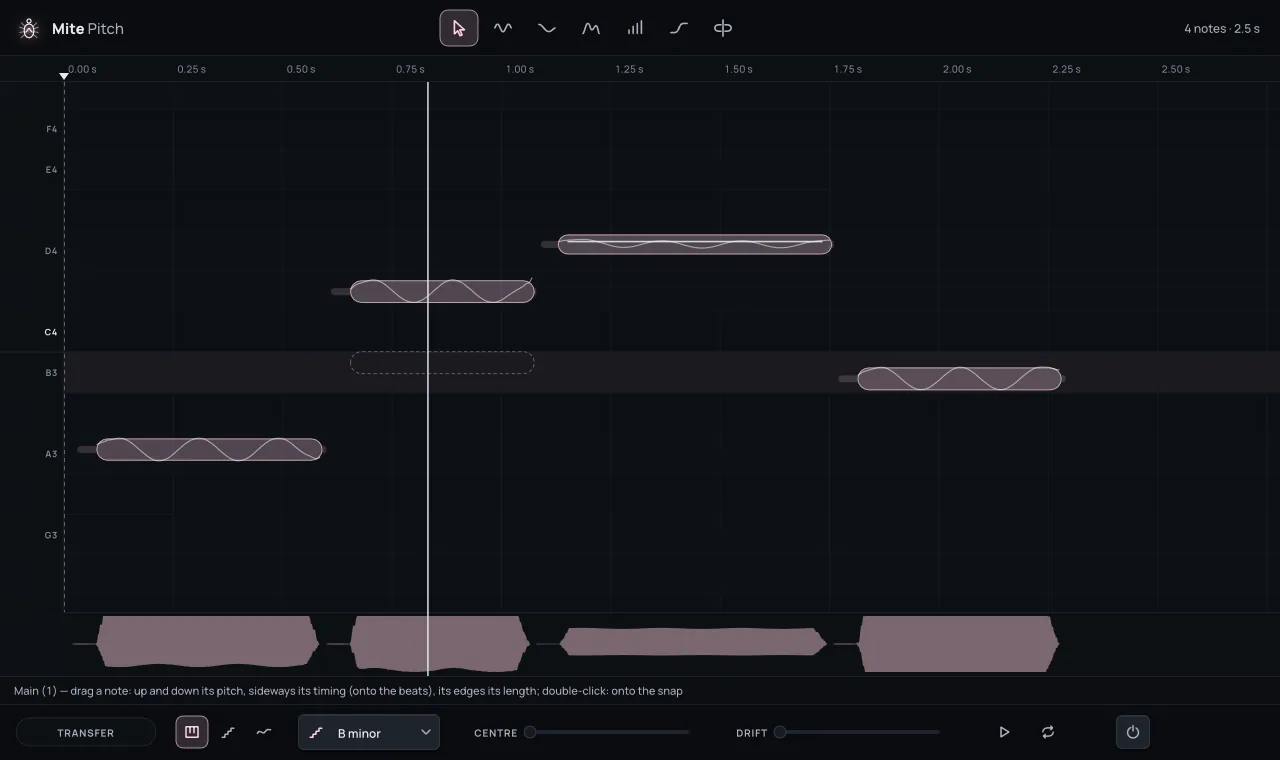 Mite Pitch
4 notes · 2.5 s
0.00 s 0.25 s 0.50 s 0.75 s 1.00 s 1.25 s 1.50 s 1.75 s 2.00 s 2.25 s 2.50 s
F4
E4
D4
C4
B3
A3
G3
Main (1) — drag a note: up and down its pitch, sideways its timing (onto the beats), its edges its length; double-click: onto the snap
TRANSFER B minor CENTRE DRIFT